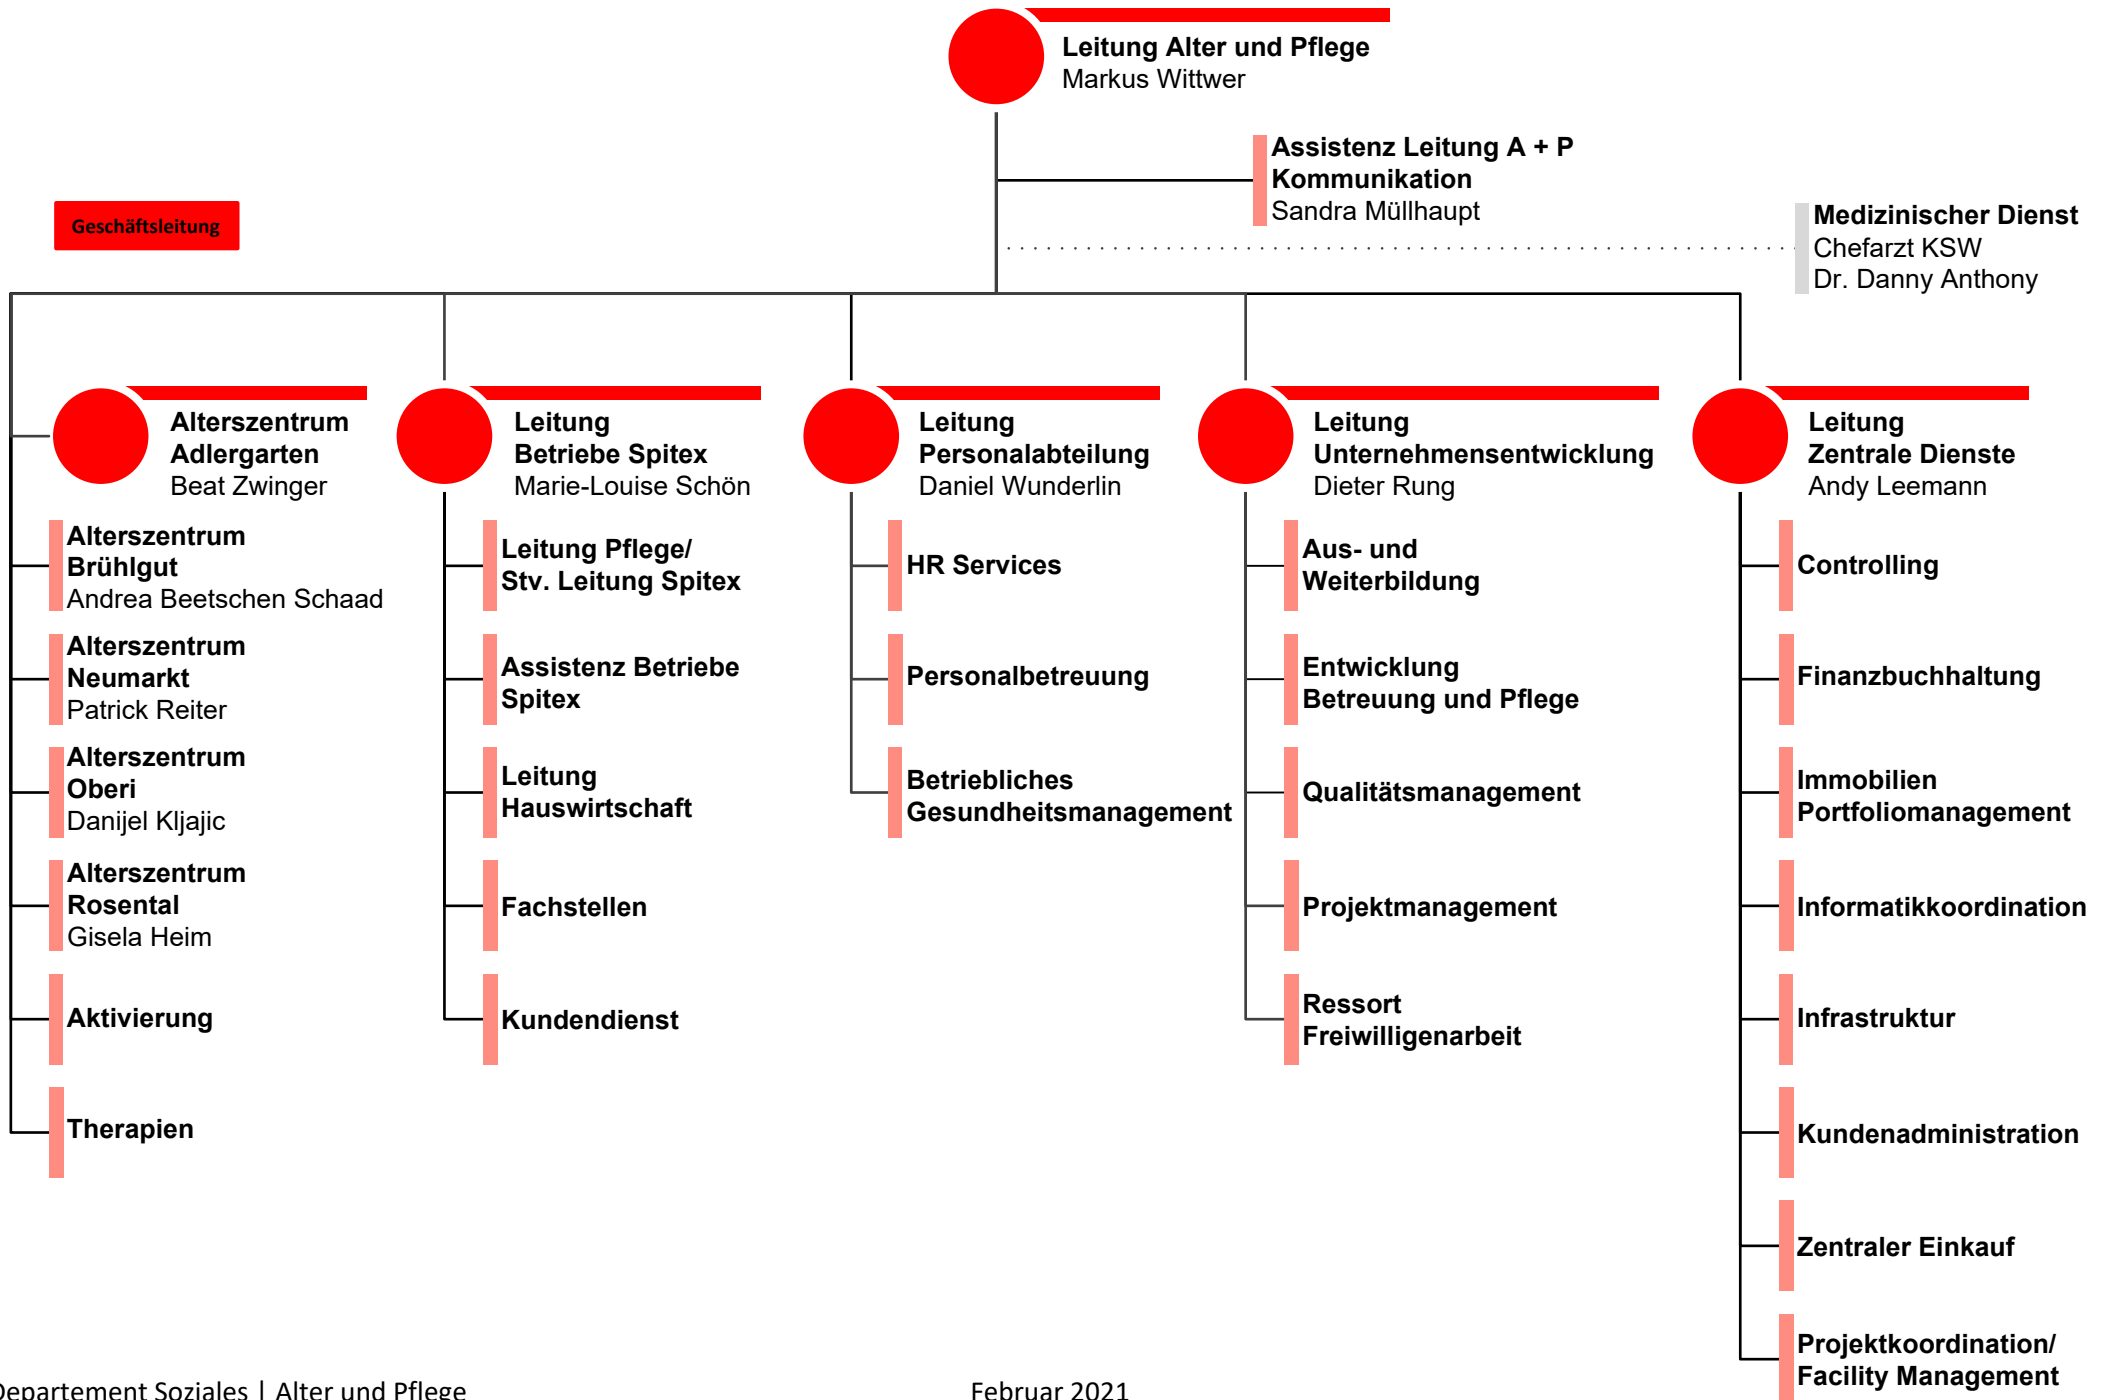 Leitung Alter und Pflege
Markus Wittwer
Assistenz Leitung A + P
Kommunikation
Sandra Müllhaupt
Geschäftsleitung
Medizinischer Dienst
Chefarzt KSW
Dr. Danny Anthony
Alterszentrum
Adlergarten
Beat Zwinger
Alterszentrum
Brühlgut
Andrea Beetschen Schaad
Alterszentrum
Neumarkt
Patrick Reiter
Alterszentrum
Oberi
Danijel Kljajic
Alterszentrum
Rosental
Gisela Heim
Aktivierung
Therapien
Leitung
Betriebe Spitex
Marie-Louise Schön
Leitung Pflege/
Stv. Leitung Spitex
Assistenz Betriebe
Spitex
Leitung
Hauswirtschaft
Fachstellen
Kundendienst
Leitung
Personalabteilung
Daniel Wunderlin
HR Services
Personalbetreuung
Betriebliches
Gesundheitsmanagement
Leitung
Unternehmensentwicklung
Dieter Rung
Aus- und
Weiterbildung
Entwicklung
Betreuung und Pflege
Qualitätsmanagement
Projektmanagement
Ressort
Freiwilligenarbeit
Leitung
Zentrale Dienste
Andy Leemann
Controlling
Finanzbuchhaltung
Immobilien
Portfoliomanagement
Informatikkoordination
Infrastruktur
Kundenadministration
Zentraler Einkauf
Projektkoordination/
Facility Management
Departement Soziales | Alter und Pflege
Februar 2021